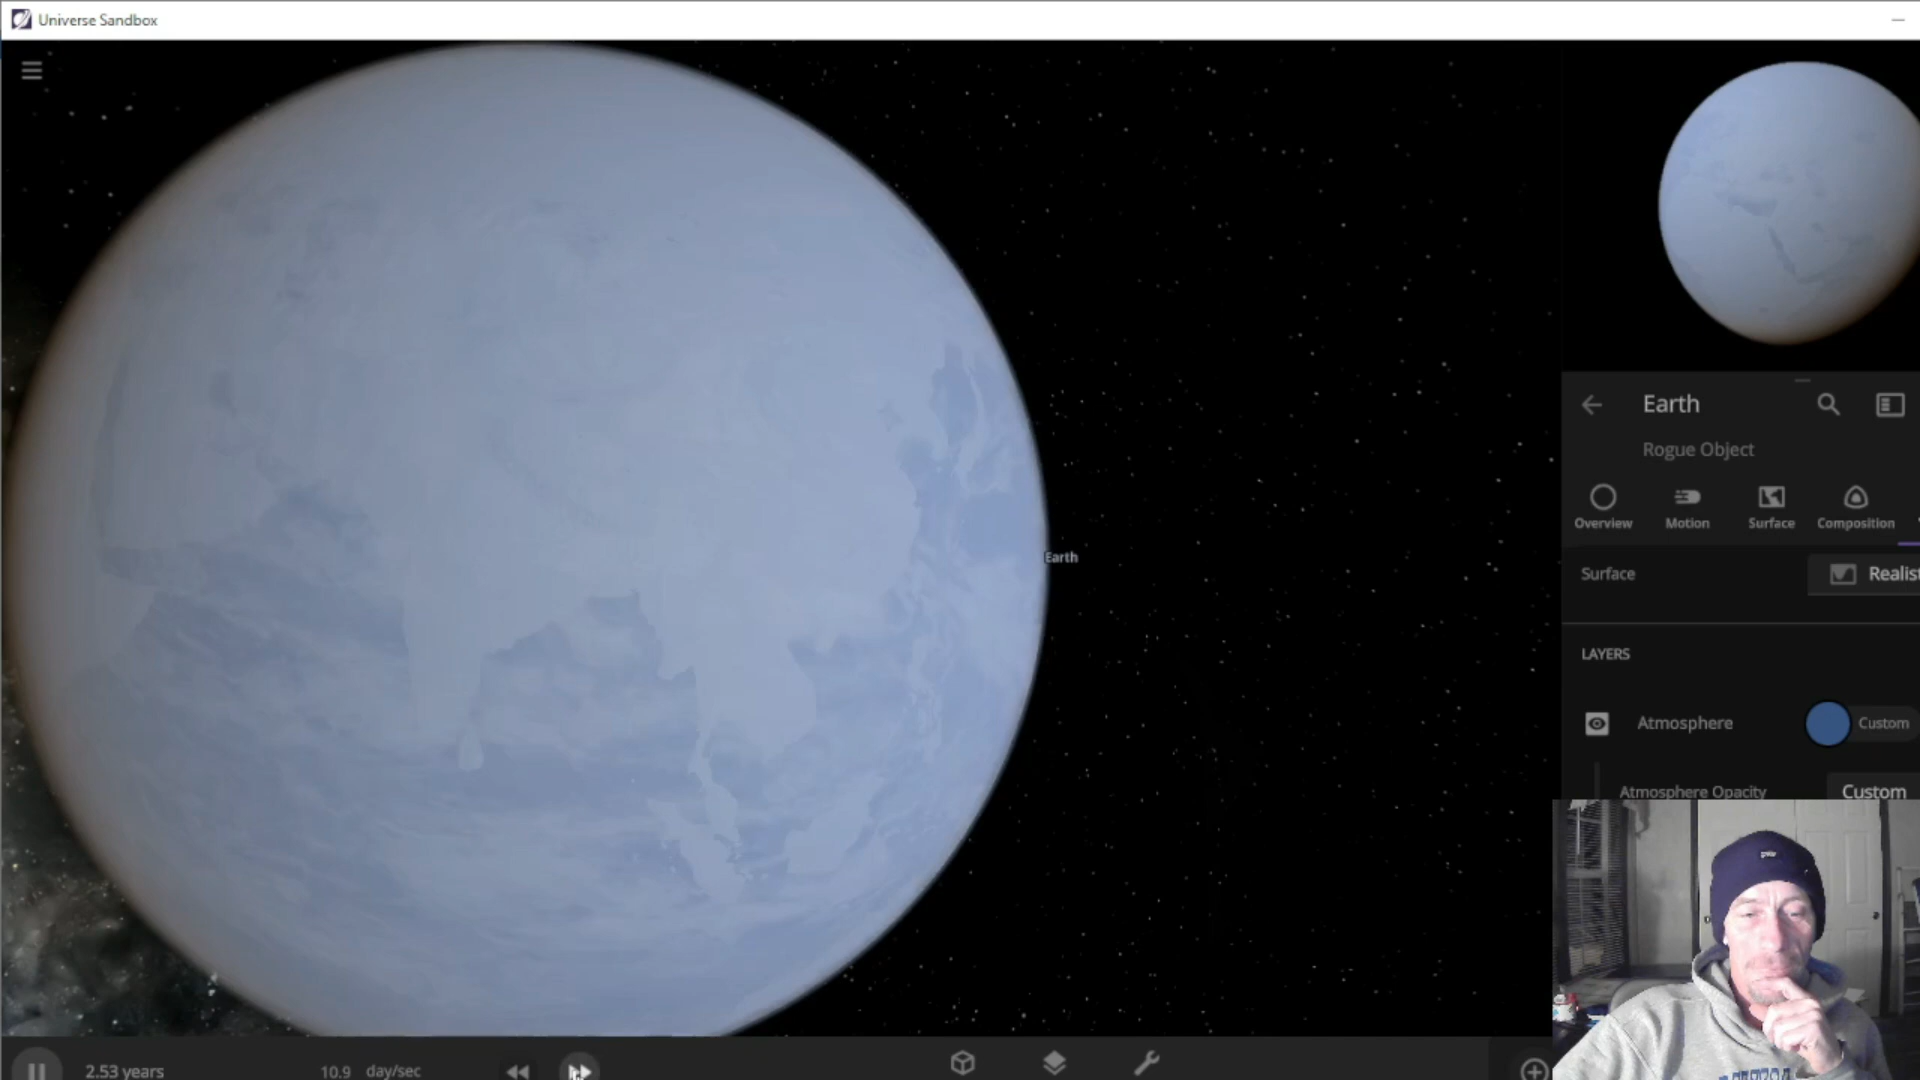 Universe Sandbox
Earth
Earth
Rogue Object
Overview
Motion
Surface
Composition
Surface
LAYERS
Atmosphere
Custom
Atmosphere Opacity
Custom
2.53 years
10.9 day/sec